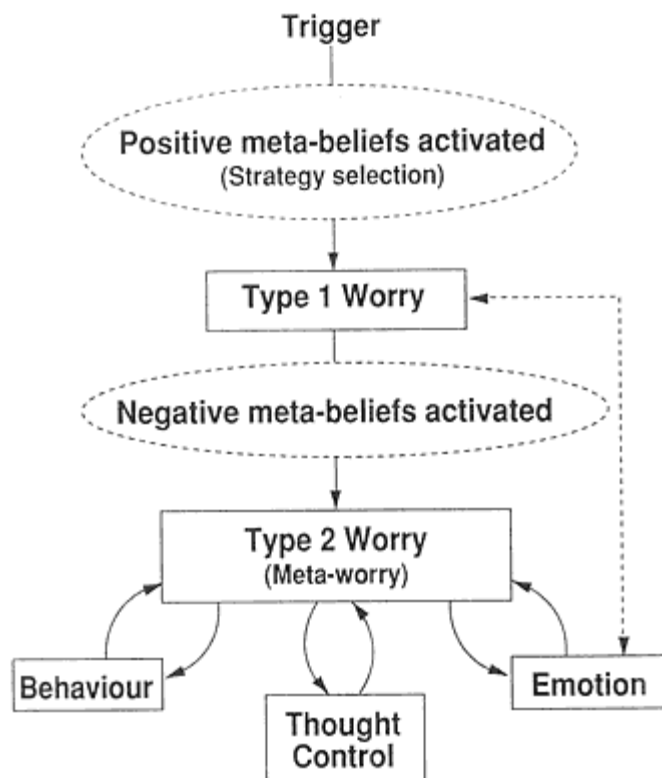 Trigger
Positive meta-beliefs activated
(Strategy selection)
Type 1 Worry
Negative meta-beliefs activated
Type 2 Worry
(Meta-worry)
Behaviour
Thought
Control
Emotion